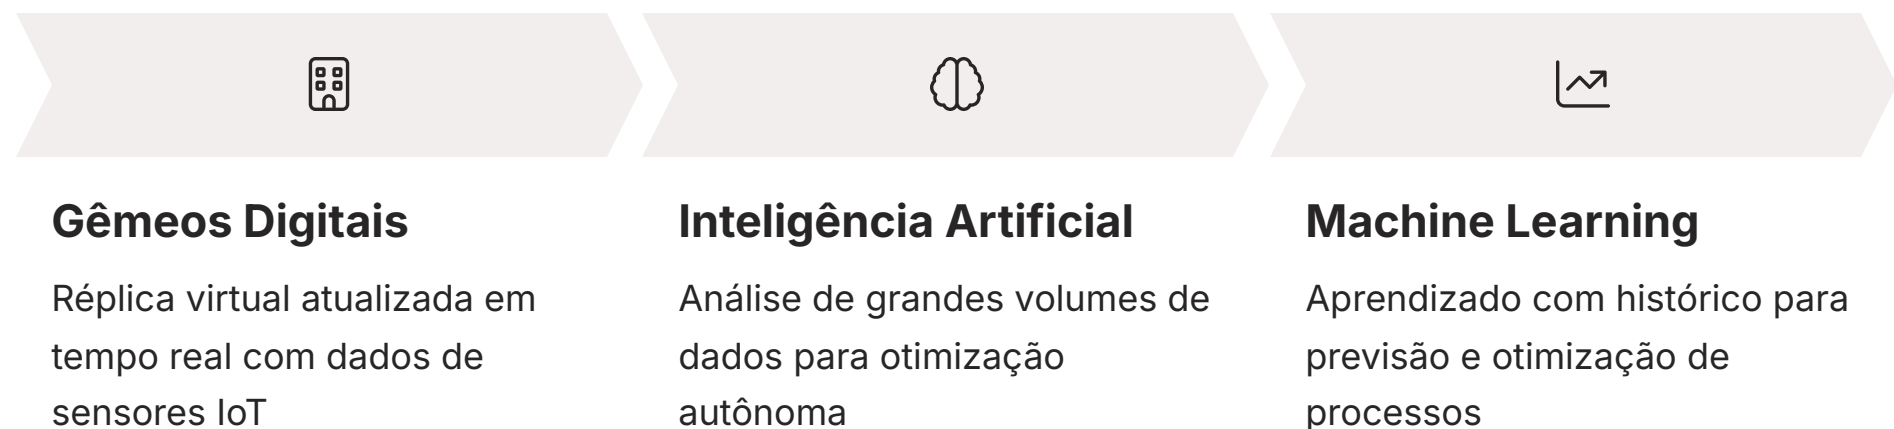 Gêmeos Digitais
Réplica virtual atualizada em
tempo real com dados de
sensores IoT
Inteligência Artificial
Análise de grandes volumes de
dados para otimização
autônoma
Machine Learning
Aprendizado com histórico para
previsão e otimização de
processos